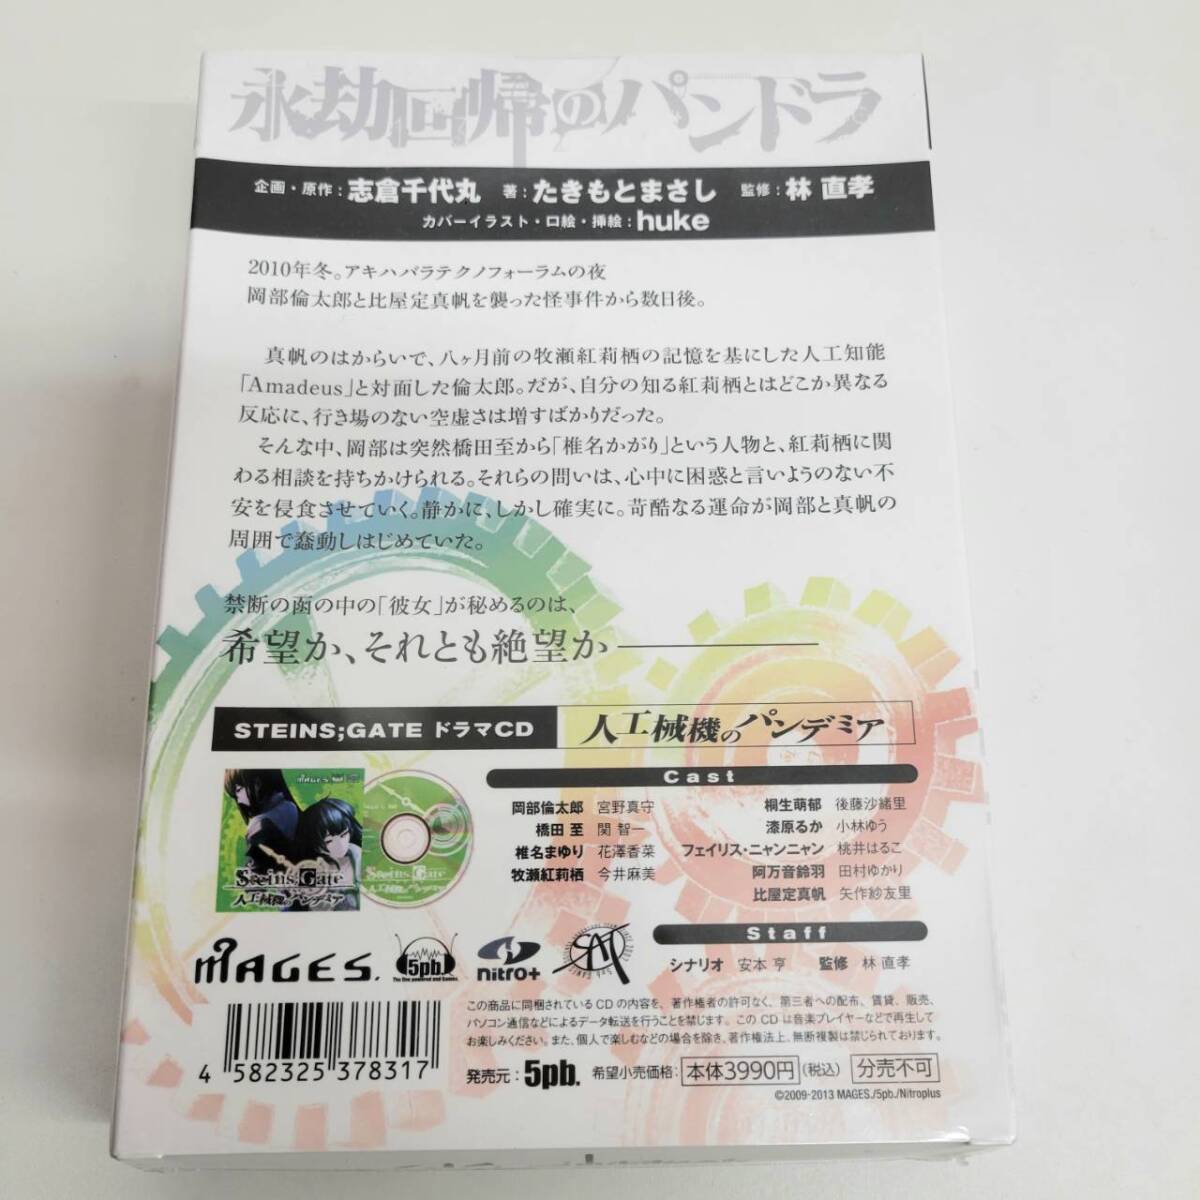 永劫回帰のパンドラ
企画・原作：志倉千代丸 著：たきもとまさし 監修：林 直孝
カバーイラスト・口絵・挿絵：huke
2010年冬。アキハバラテクノフォーラムの夜
岡部倫太郎と比屋定真帆を襲った怪事件から数日後。
真帆のはからいで、八ヶ月前の牧瀬紅莉栖の記憶を基にした人工知能
「Amadeus」と対面した倫太郎。だが、自分の知る紅莉栖とはどこか異なる
反応に、行き場のない空虚さは増すばかりだった。
そんな中、岡部は突然橋田至から「椎名かがり」という人物と、紅莉栖に関
わる相談を持ちかけられる。それらの問いは、心中に困惑と言いようのない不
安を侵食させていく。静かに、しかし確実に。苛酷なる運命が岡部と真帆の
周囲で蠢動しはじめていた。
禁断の函の中の「彼女」が秘めるのは、
希望か、それとも絶望か――――
STEINS;GATE ドラマCD 人工械機のパンデミア
Cast
岡部倫太郎 宮野真守
橋田 至 関 智一
椎名まゆり 花澤香菜
牧瀬紅莉栖 今井麻美
桐生萌郁 後藤沙緒里
漆原るか 小林ゆう
フェイリス・ニャンニャン 桃井はるこ
阿万音鈴羽 田村ゆかり
比屋定真帆 矢作紗友里
MAGES.
Steins;Gate
人工械機のパンデミア
Steins;Gate
人工械機のパンデミア
Staff
シナリオ 安本 亨 監修 林 直孝
MAGES. 5pb. nitro+
この商品に同梱されているCDの内容を、著作権者の許可なく、第三者への配布、賃貸、販売、
パソコン通信などによるデータ転送を行うことを禁じます。このCDは音楽プレイヤーなどで再生して
お楽しみください。また、個人で楽しむなどの場合を除き、著作権法上、無断複製は禁じられております。
4 582325 378317
発売元：5pb. 希望小売価格：本体3990円（税込） 分売不可
©2009-2013 MAGES./5pb./Nitroplus